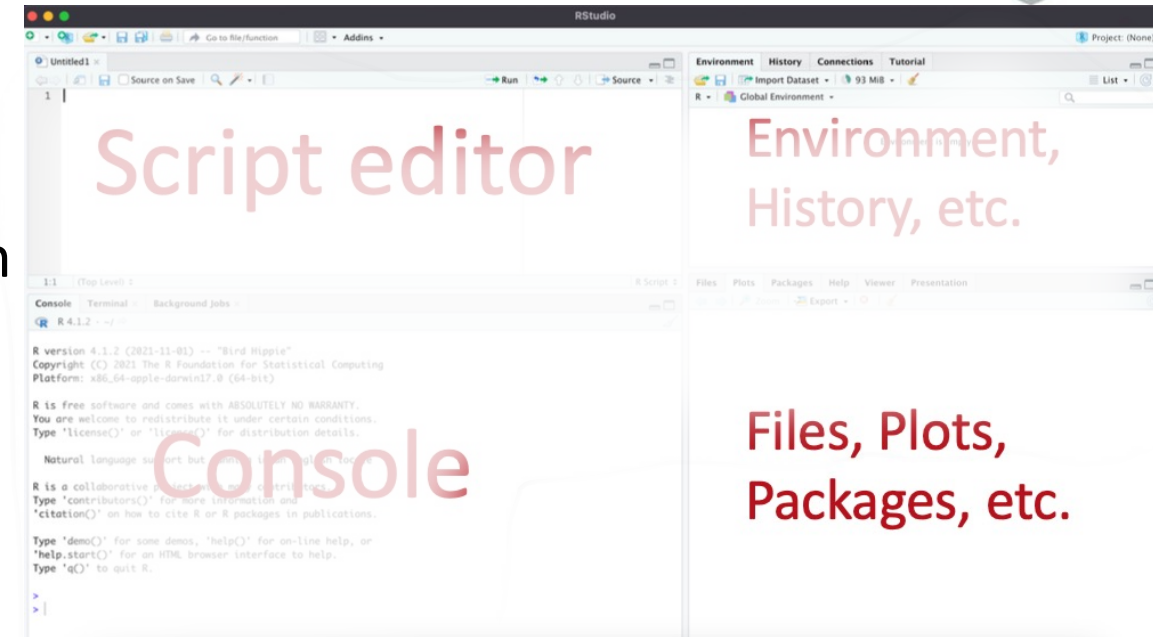 RStudio
Go to file/function
Addins
Project: (None)
Untitled1
Source on Save
Run
Source
1
Script editor
1:1 (Top Level)
R Script
Environment History Connections Tutorial
Import Dataset
93 MiB
List
R Global Environment
Environment,
History, etc.
Console Terminal Background Jobs
R 4.1.2 · ~/
R version 4.1.2 (2021-11-01) -- "Bird Hippie"
Copyright (C) 2021 The R Foundation for Statistical Computing
Platform: x86_64-apple-darwin17.0 (64-bit)
R is free software and comes with ABSOLUTELY NO WARRANTY.
You are welcome to redistribute it under certain conditions.
Type 'license()' or 'licence()' for distribution details.
Natural language support but
R is a collaborative project with many contributors.
Type 'contributors()' for more information and
'citation()' on how to cite R or R packages in publications.
Type 'demo()' for some demos, 'help()' for on-line help, or
'help.start()' for an HTML browser interface to help.
Type 'q()' to quit R.
>
>
Console
Files Plots Packages Help Viewer Presentation
Zoom Export
Files, Plots,
Packages, etc.